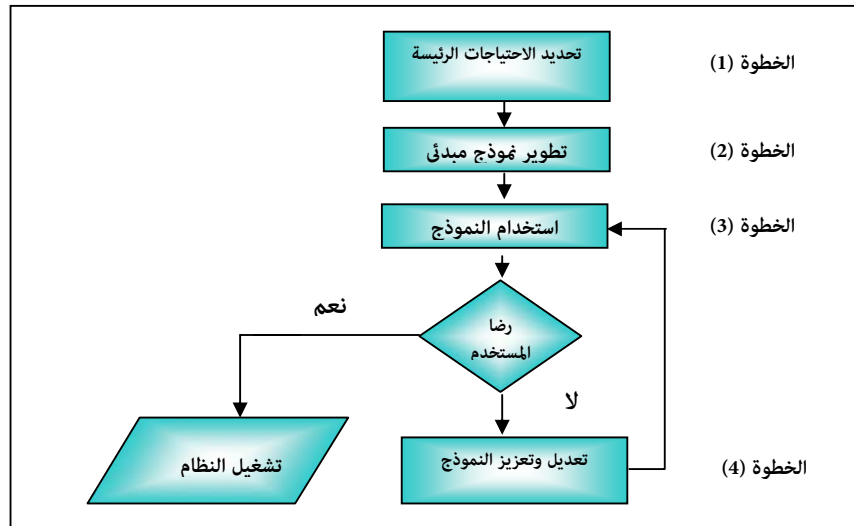 تحديد الاحتياجات الرئيسة
الخطوة (1)
تطوير نموذج مبدئي
الخطوة (2)
استخدام النموذج
الخطوة (3)
رضا
المستخدم
نعم
لا
تشغيل النظام
تعديل وتعزيز النموذج
الخطوة (4)